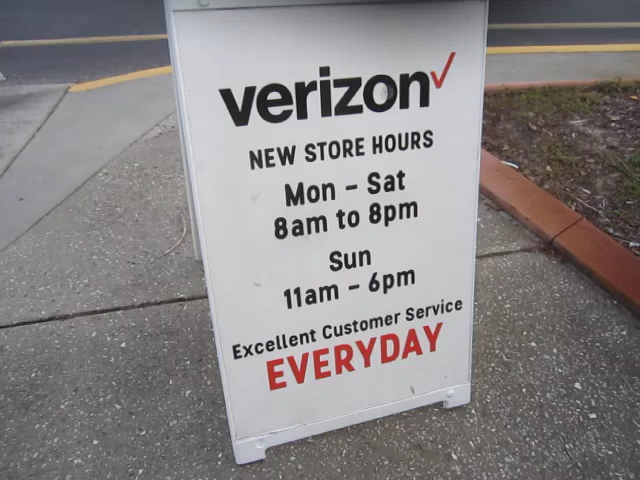 verizon✓
NEW STORE HOURS
Mon - Sat
8am to 8pm
Sun
11am - 6pm
Excellent Customer Service
EVERYDAY